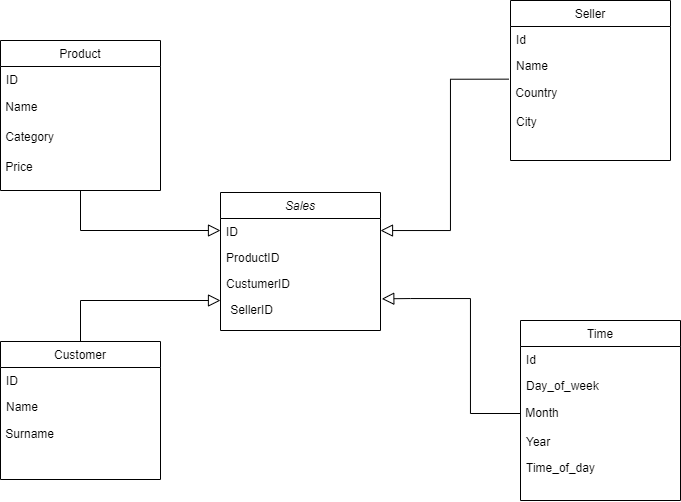 Product
ID
Name
Category
Price
Seller
Id
Name
Country
City
Sales
ID
ProductID
CustumerID
SellerID
Customer
ID
Name
Surname
Time
Id
Day_of_week
Month
Year
Time_of_day